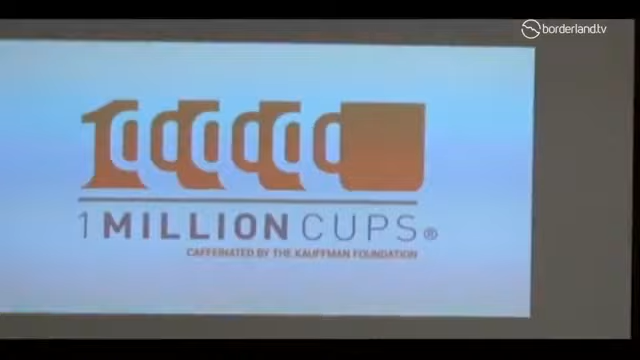 borderland.tv
1 MILLION CUPS®
CAFFEINATED BY THE KAUFFMAN FOUNDATION